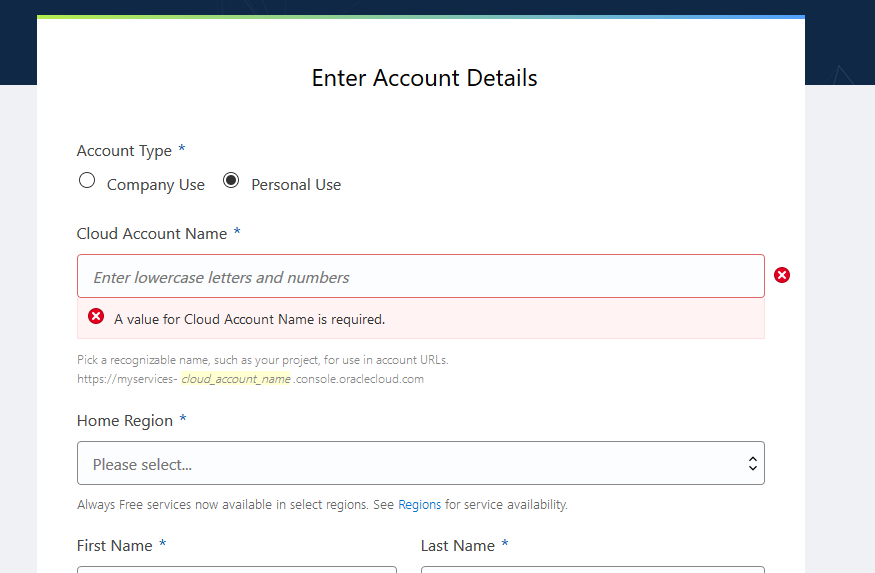 Enter Account Details
Account Type *
Company Use Personal Use
Cloud Account Name *
Enter lowercase letters and numbers
A value for Cloud Account Name is required.
Pick a recognizable name, such as your project, for use in account URLs.
https://myservices- cloud_account_name .console.oraclecloud.com
Home Region *
Please select...
Always Free services now available in select regions. See Regions for service availability.
First Name * Last Name *